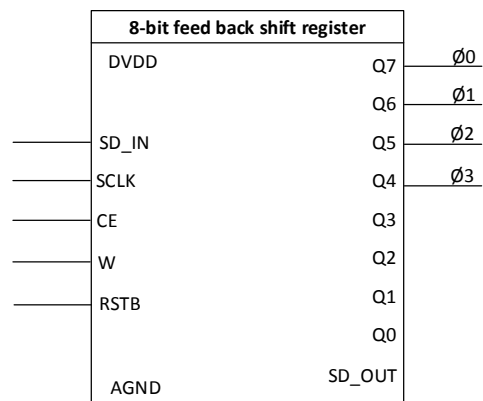 8-bit feed back shift register
DVDD
Q7 Ø0
Q6 Ø1
SD_IN Q5 Ø2
SCLK Q4 Ø3
CE Q3
W Q2
RSTB Q1
Q0
SD_OUT
AGND